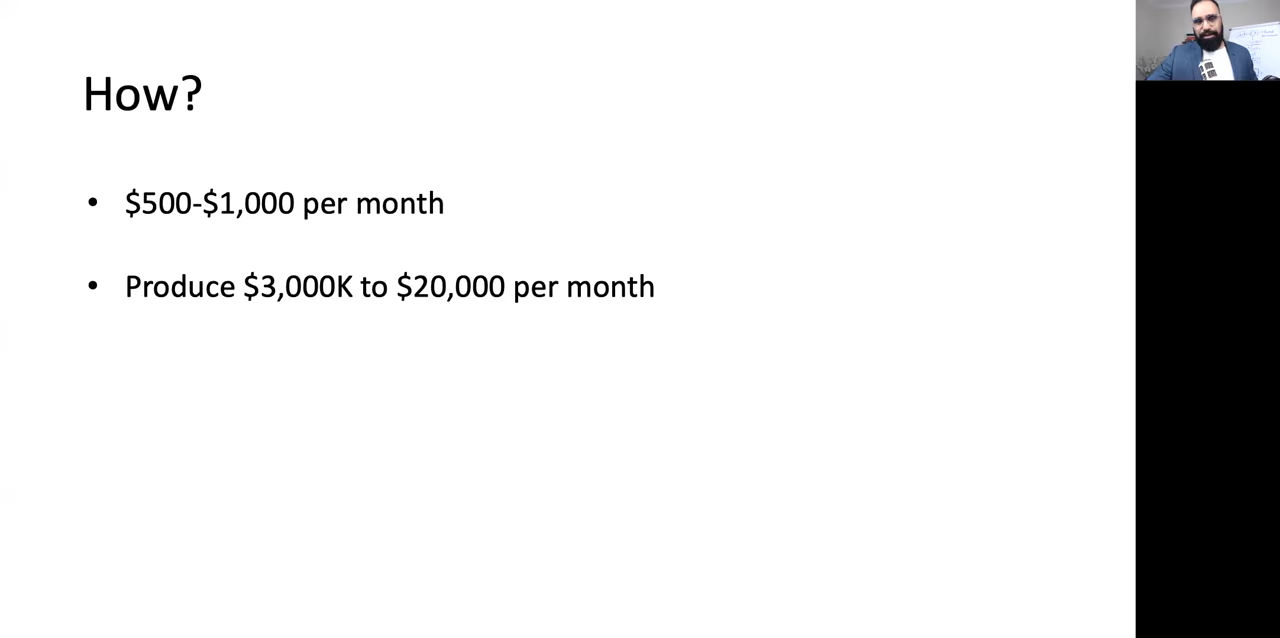 How?
• $500-$1,000 per month
• Produce $3,000K to $20,000 per month